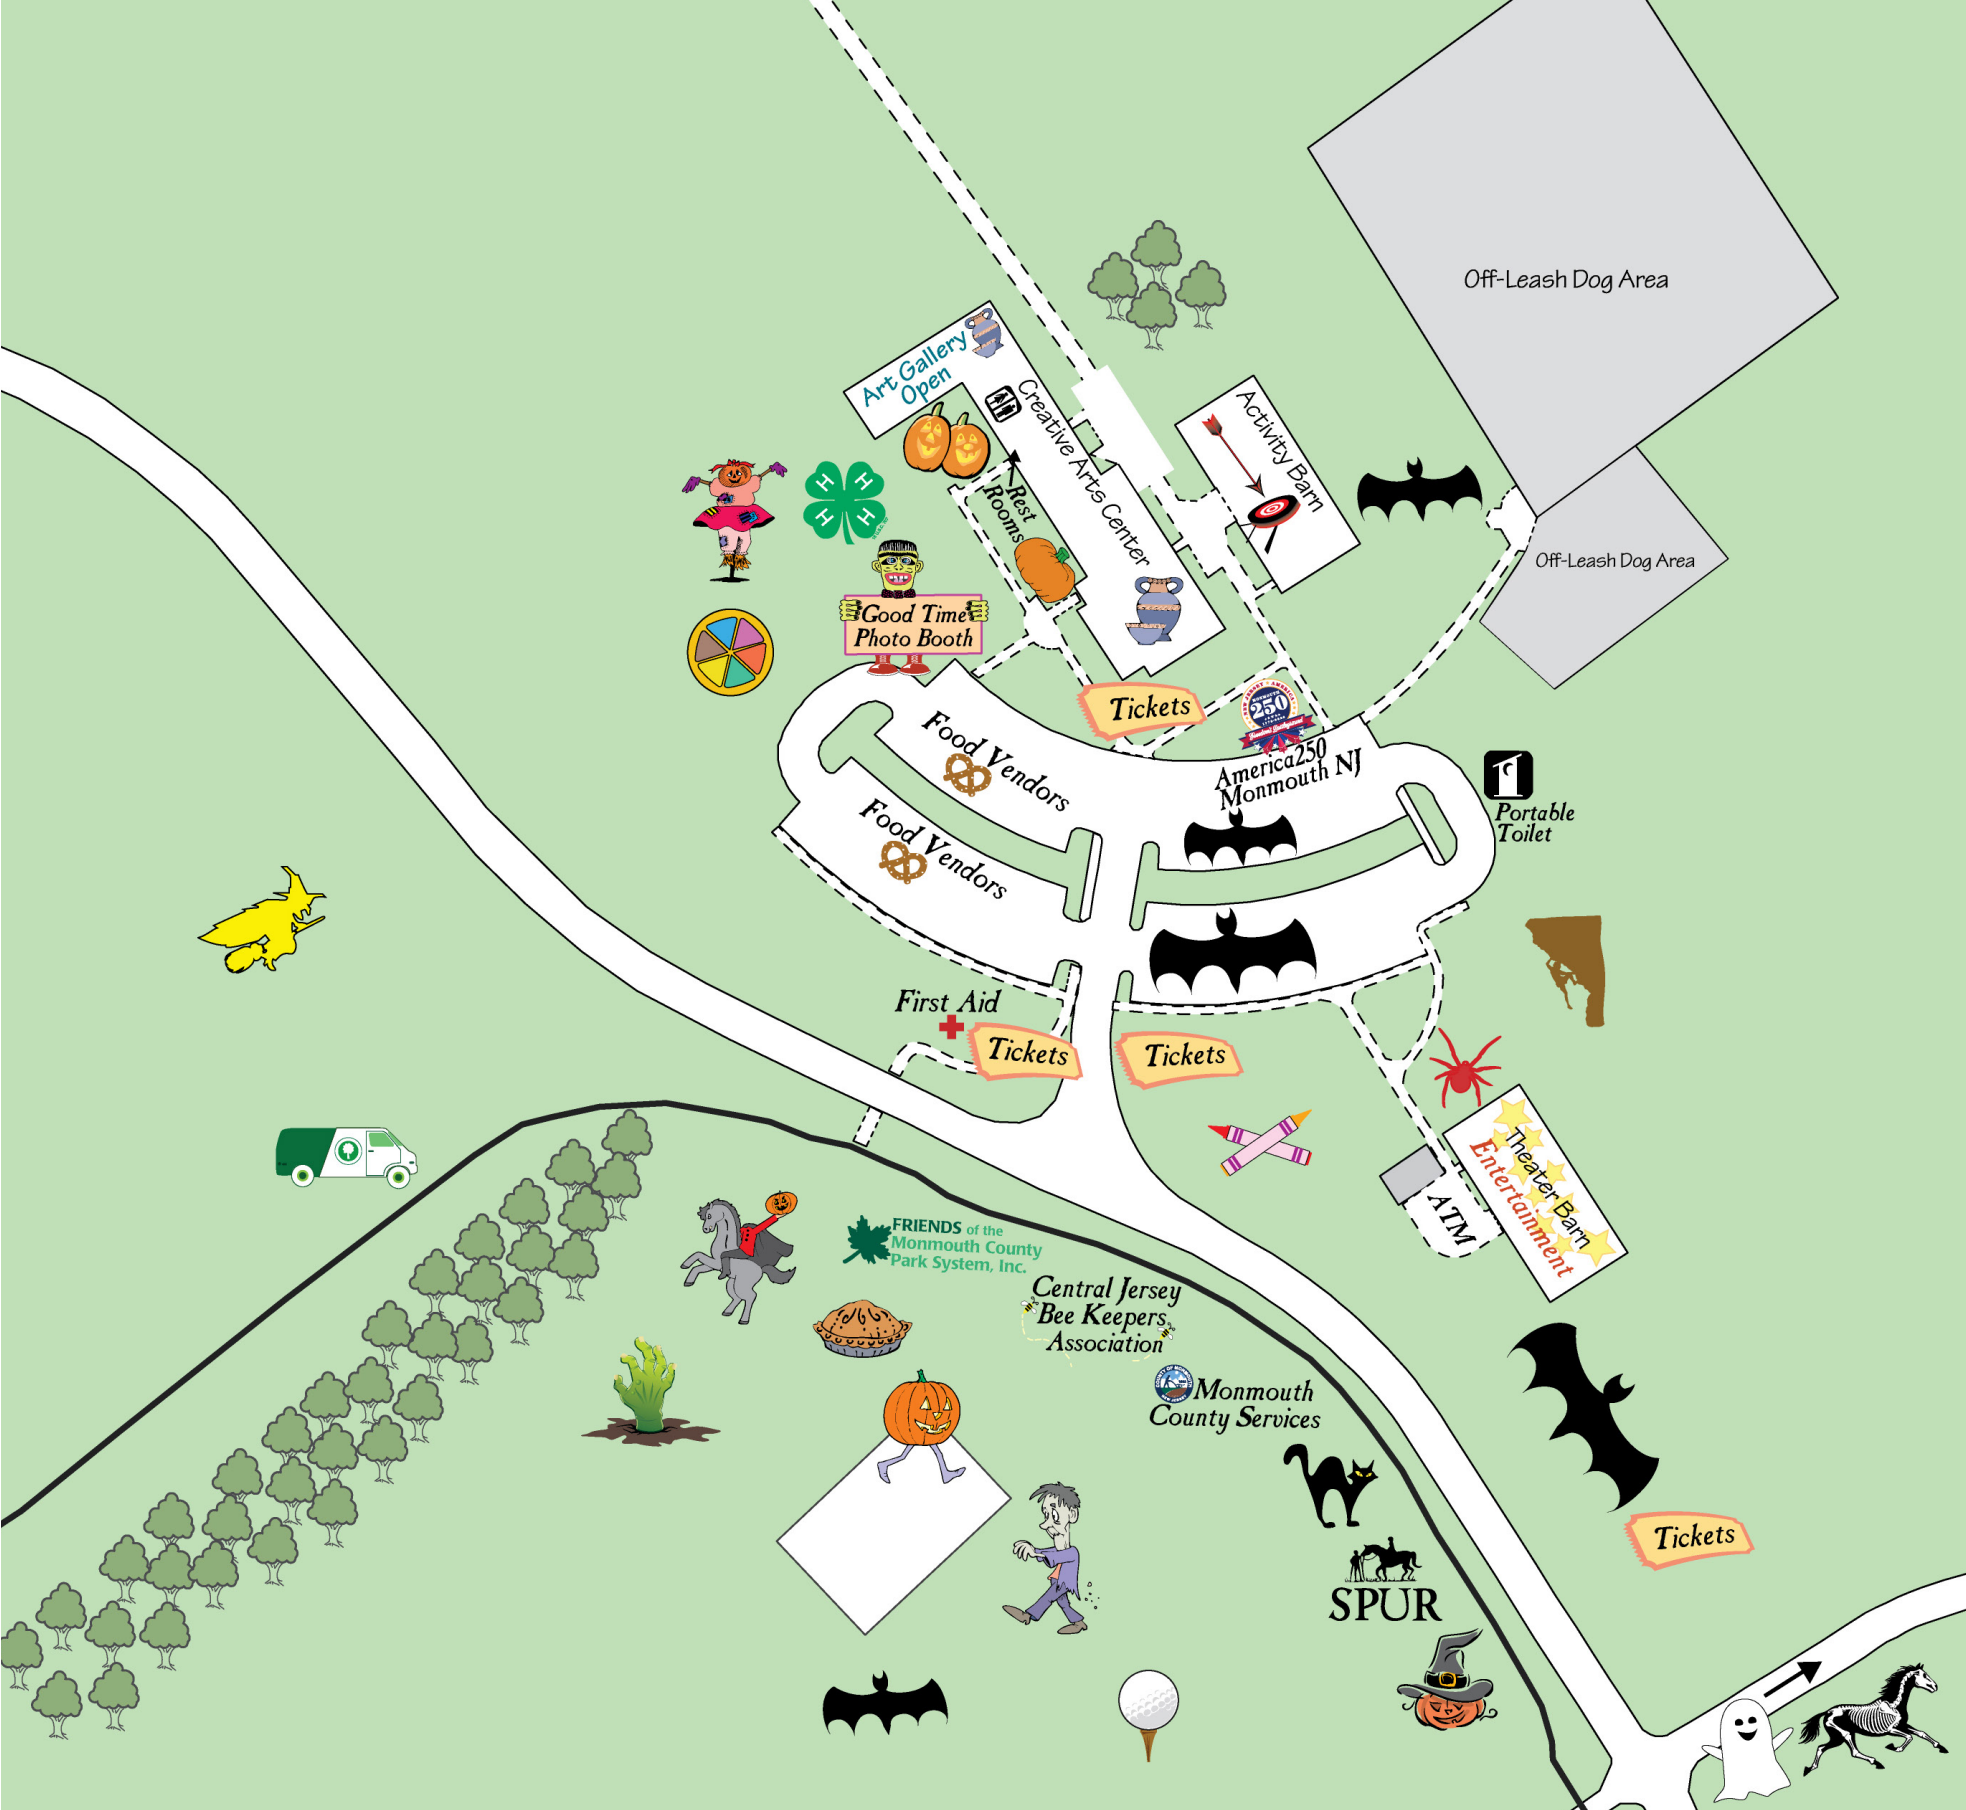 Off-Leash Dog Area
Art Gallery
Open
Creative Arts Center
Activity Barn
Rest
Rooms
H H
H H
Off-Leash Dog Area
Good Time
Photo Booth
Tickets
250
America250
Monmouth NJ
Food Vendors
Food Vendors
Portable
Toilet
First Aid
Tickets
Tickets
Theater Barn
Entertainment
ATM
FRIENDS of the
Monmouth County
Park System, Inc.
Central Jersey
Bee Keepers
Association
Monmouth
County Services
Tickets
SPUR